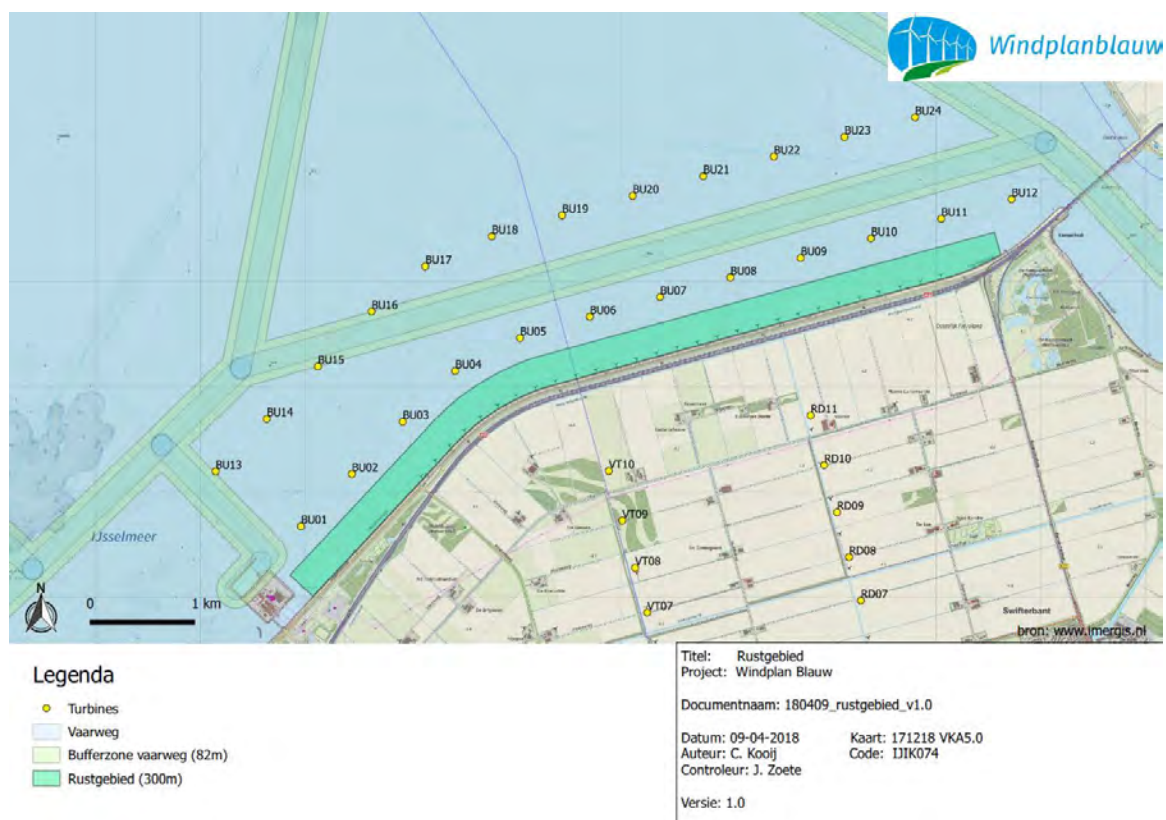 Windplanblauw
BU24
BU23
BU22
BU21
BU20
BU19
BU18
BU17
BU16
BU15
BU14
BU13
BU12
BU11
BU10
BU09
BU08
BU07
BU06
BU05
BU04
BU03
BU02
BU01
RD11
RD10
RD09
RD08
RD07
VT10
VT09
VT08
VT07
IJsselmeer
Swifterbant
N
0 1 km
bron: www.imergis.nl
Legenda
Turbines
Vaarweg
Bufferzone vaarweg (82m)
Rustgebied (300m)
Titel: Rustgebied
Project: Windplan Blauw
Documentnaam: 180409_rustgebied_v1.0
Datum: 09-04-2018 Kaart: 171218 VKA5.0
Auteur: C. Kooij Code: IJIK074
Controleur: J. Zoete
Versie: 1.0